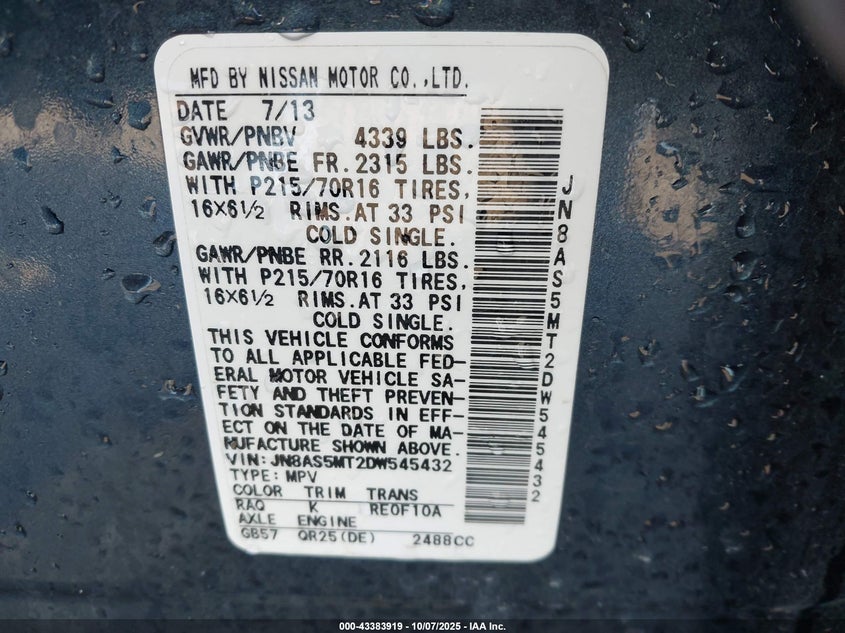 MFD BY NISSAN MOTOR CO.,LTD.
DATE 7/13
GVWR/PNBV 4339 LBS.
GAWR/PNBE FR. 2315 LBS.
WITH P215/70R16 TIRES,
16X6½ RIMS. AT 33 PSI
COLD SINGLE.
GAWR/PNBE RR. 2116 LBS.
WITH P215/70R16 TIRES,
16X6½ RIMS. AT 33 PSI
COLD SINGLE.
THIS VEHICLE CONFORMS
TO ALL APPLICABLE FED-
ERAL MOTOR VEHICLE SA-
FETY AND THEFT PREVEN-
TION STANDARDS IN EFF-
ECT ON THE DATE OF MA-
NUFACTURE SHOWN ABOVE.
VIN:JN8AS5MT2DW545432
TYPE:MPV
COLOR TRIM TRANS
RAQ K RE0F10A
AXLE ENGINE
GB57 QR25(DE) 2488CC
JN8AS5MT2DW545432
000-43383919 - 10/07/2025 - IAA Inc.